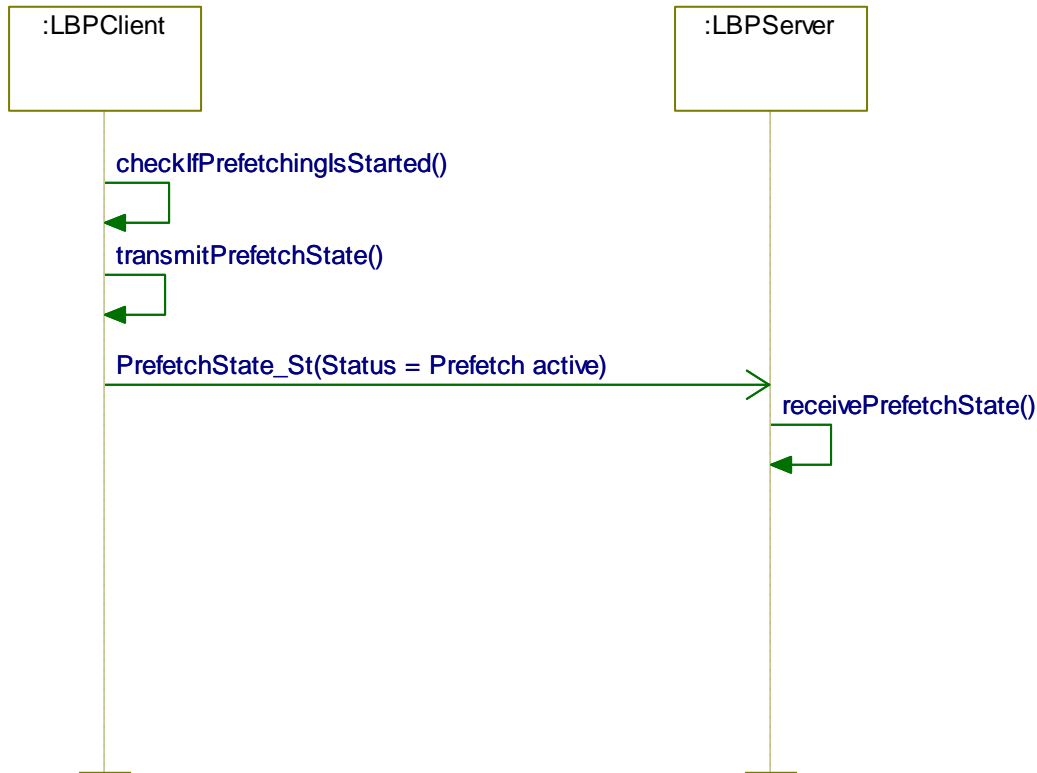 :LBPClient
:LBPServer
checkIfPrefetchingIsStarted()
transmitPrefetchState()
PrefetchState_St(Status = Prefetch active)
receivePrefetchState()